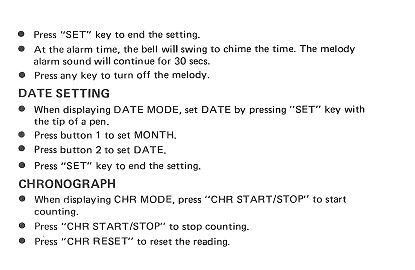 ● Press "SET" key to end the setting.
● At the alarm time, the bell will swing to chime the time. The melody
alarm sound will continue for 30 secs.
● Press any key to turn off the melody.
DATE SETTING
● When displaying DATE MODE, set DATE by pressing "SET" key with
the tip of a pen.
● Press button 1 to set MONTH.
● Press button 2 to set DATE.
● Press "SET" key to end the setting.
CHRONOGRAPH
● When displaying CHR MODE, press "CHR START/STOP" to start
counting.
● Press "CHR START/STOP" to stop counting.
● Press "CHR RESET" to reset the reading.